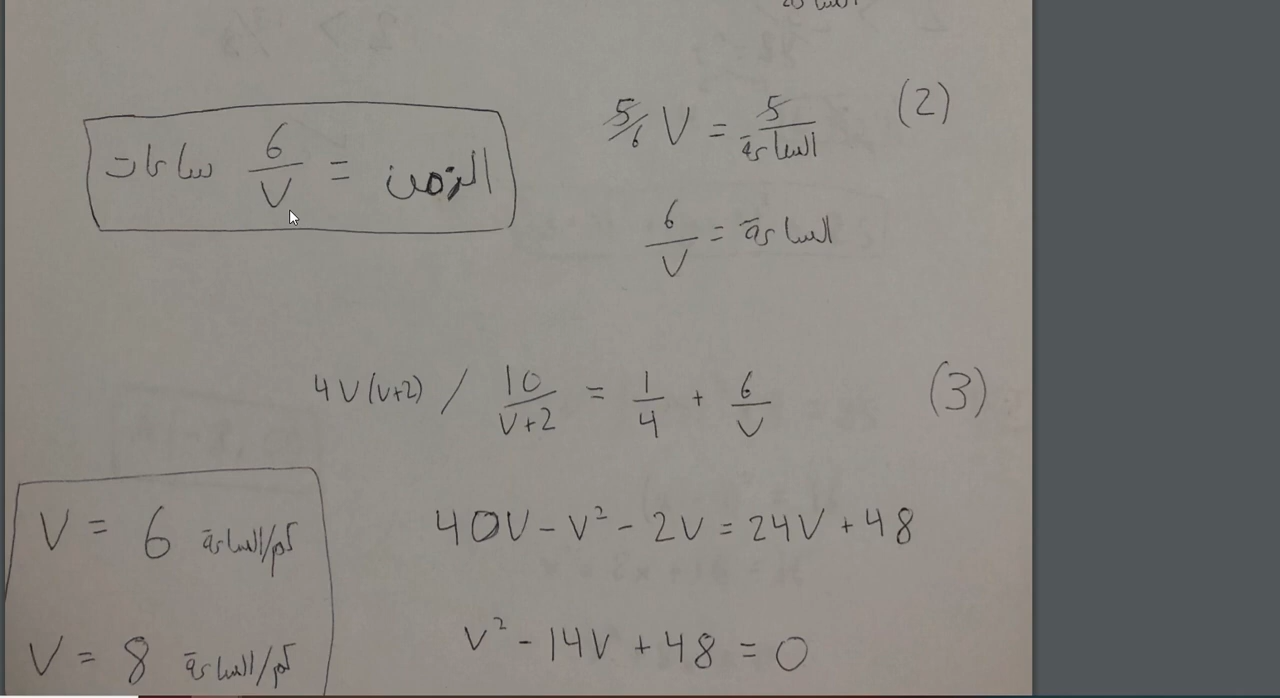 (2) 5/6 V = 5/الساعة
الزمن = 6/V ساعات
6/V = الساعة
(3) 4V(V+2) / 10/(V+2) = 1/4 + 6/V
40V - V² - 2V = 24V + 48
V = 6 كم/الساعة
V² - 14V + 48 = 0
V = 8 كم/الساعة